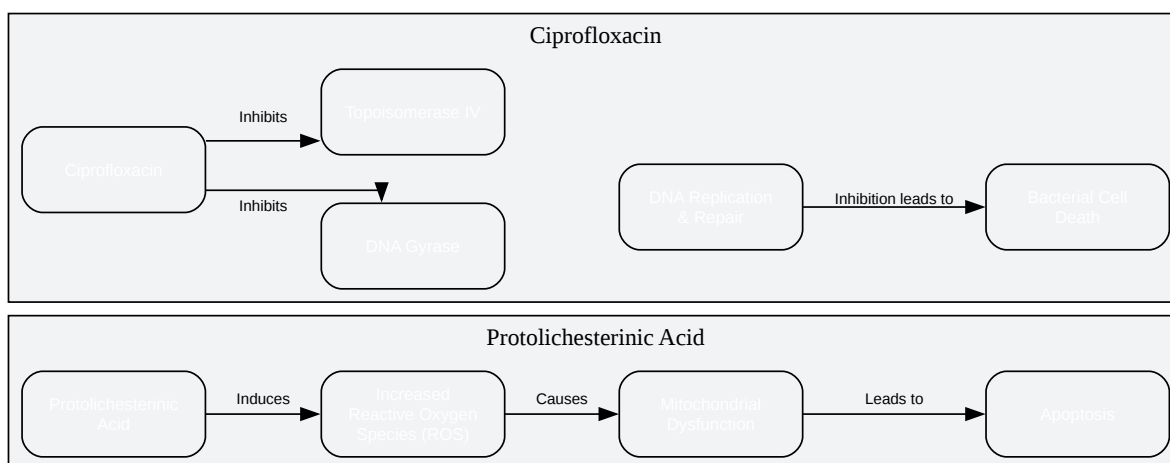 Ciprofloxacin
Inhibits
Topoisomerase IV
Ciprofloxacin
Inhibits
DNA Gyrase
DNA Replication
& Repair
Inhibition leads to
Bacterial Cell
Death
Protolichesterinic Acid
Protolichesterinic
Acid
Induces
Increased
Reactive Oxygen
Species (ROS)
Causes
Mitochondrial
Dysfunction
Leads to
Apoptosis